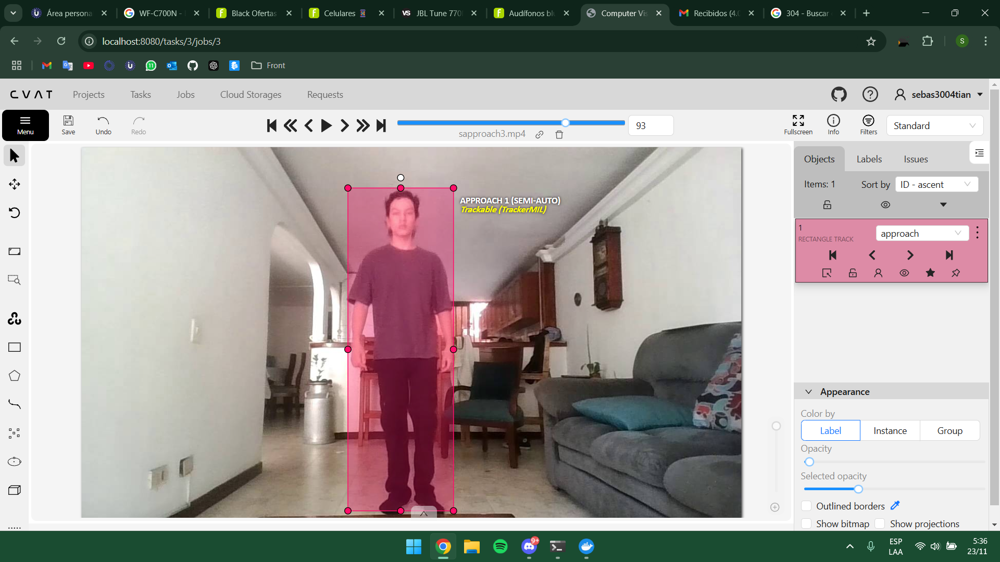 Área persona
WF-C700N -
Black Ofertas
Celulares
VS JBL Tune 770
Audífonos bl
Computer Vis
Recibidos (4.0
304 - Buscar
localhost:8080/tasks/3/jobs/3
S
11
Front
CVAT
Projects
Tasks
Jobs
Cloud Storages
Requests
sebas3004tian
Menu
Save
Undo
Redo
sapproach3.mp4
93
Fullscreen
Info
Filters
Standard
Objects
Labels
Issues
Items: 1
Sort by
ID - ascent
APPROACH 1 (SEMI-AUTO)
Trackable (TrackerMIL)
1
RECTANGLE TRACK
approach
Appearance
Color by
Label
Instance
Group
Opacity
Selected opacity
Outlined borders
Show bitmap
Show projections
9+
ESP
LAA
5:36
23/11